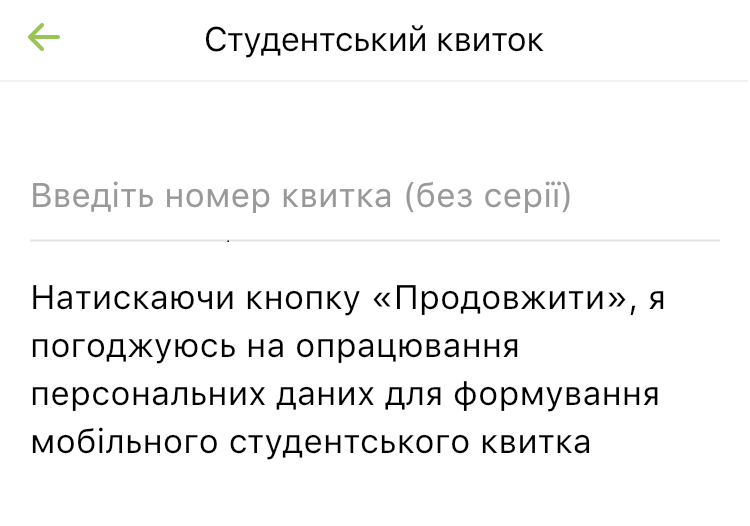 Студентський квиток
Введіть номер квитка (без серії)
Натискаючи кнопку «Продовжити», я
погоджуюсь на опрацювання
персональних даних для формування
мобільного студентського квитка